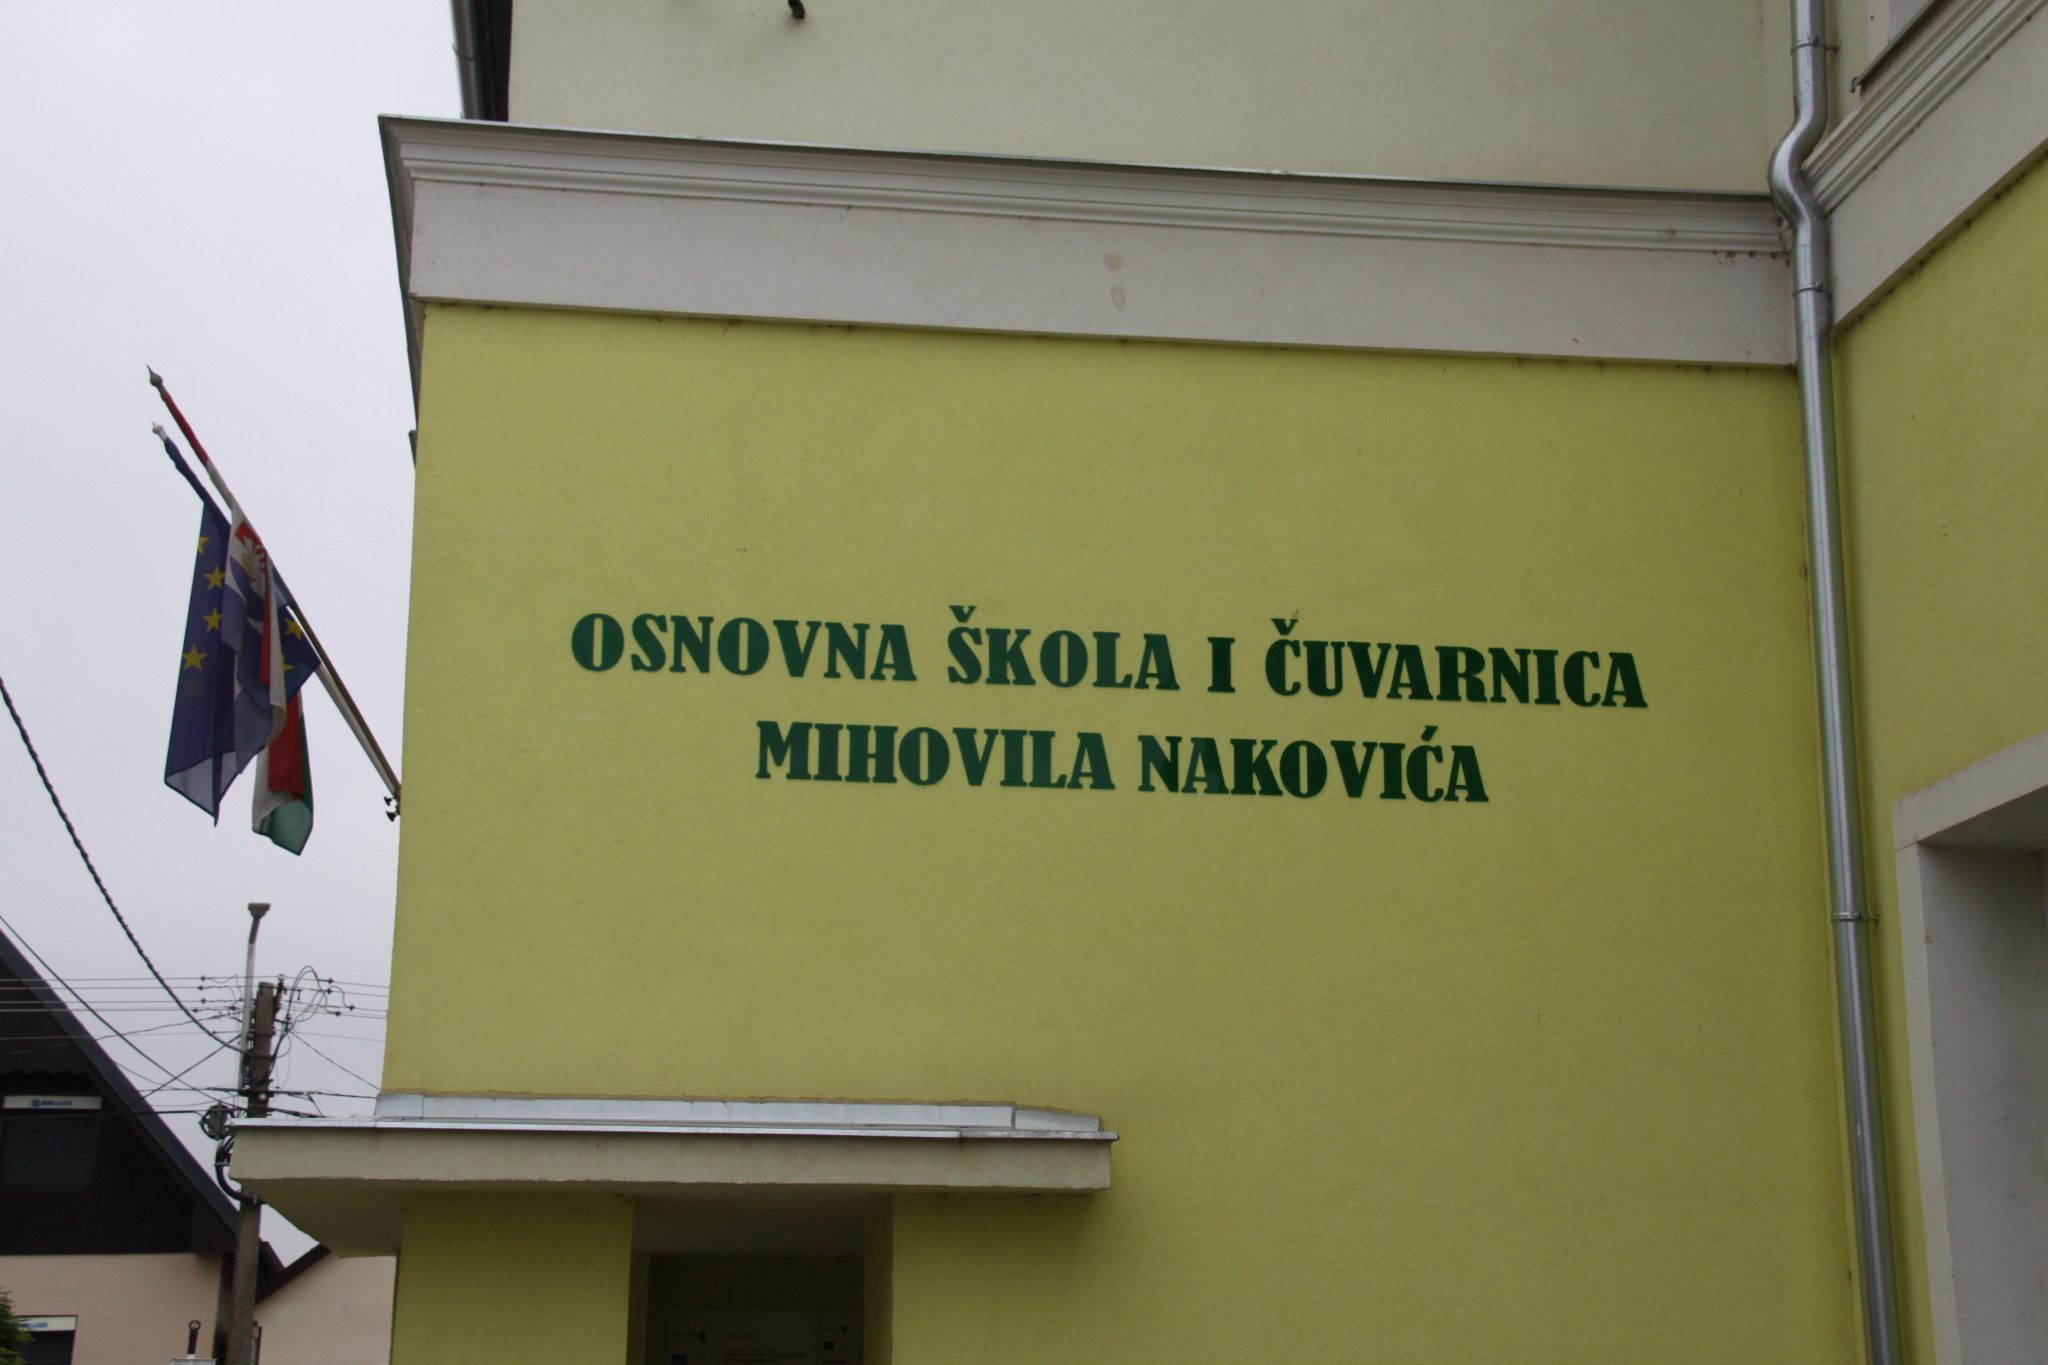 OSNOVNA ŠKOLA I ČUVARNICA
MIHOVILA NAKOVIĆA